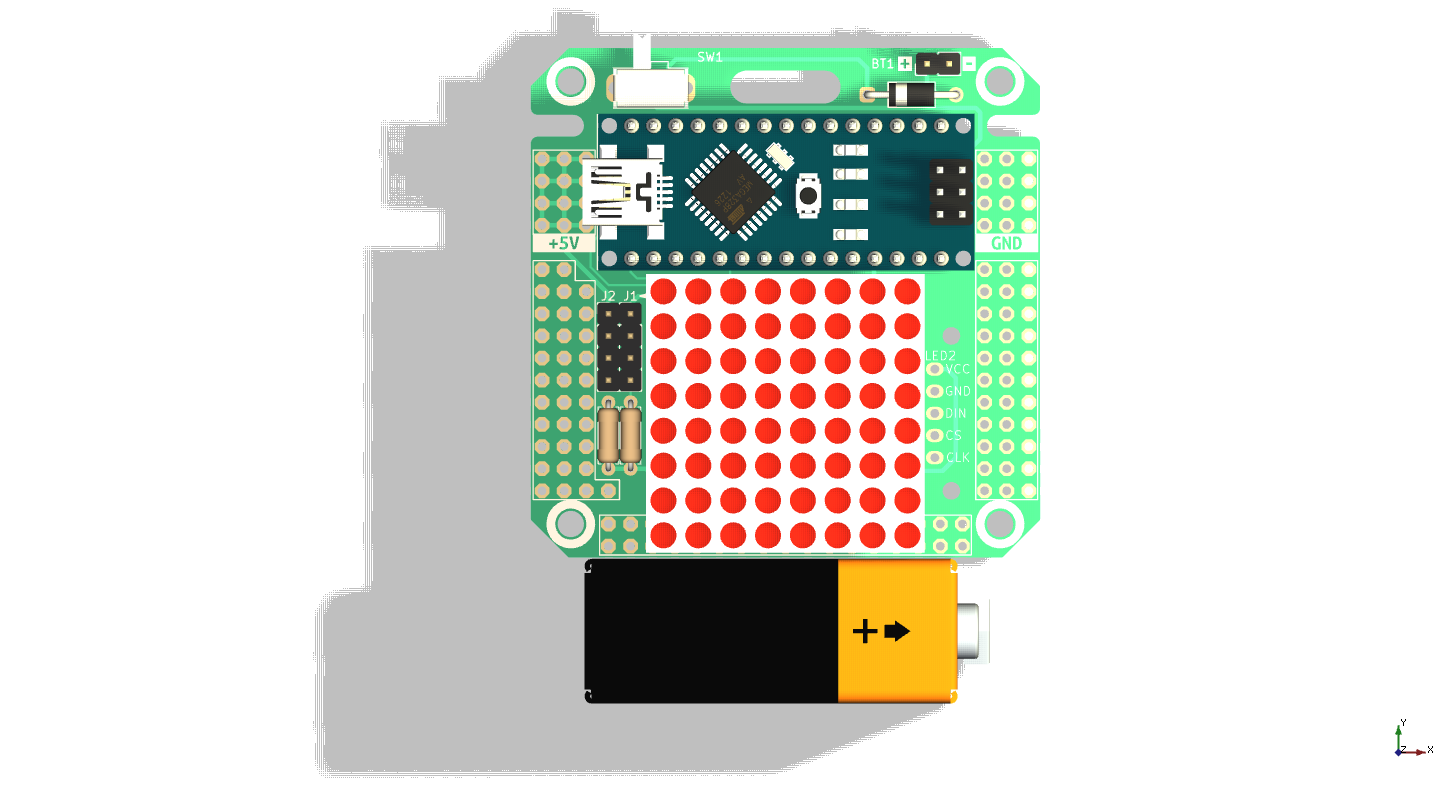 SW1
BT1 + -
+5V
GND
J2 J1
LED2
VCC
GND
DIN
CS
CLK
+
Y
Z X